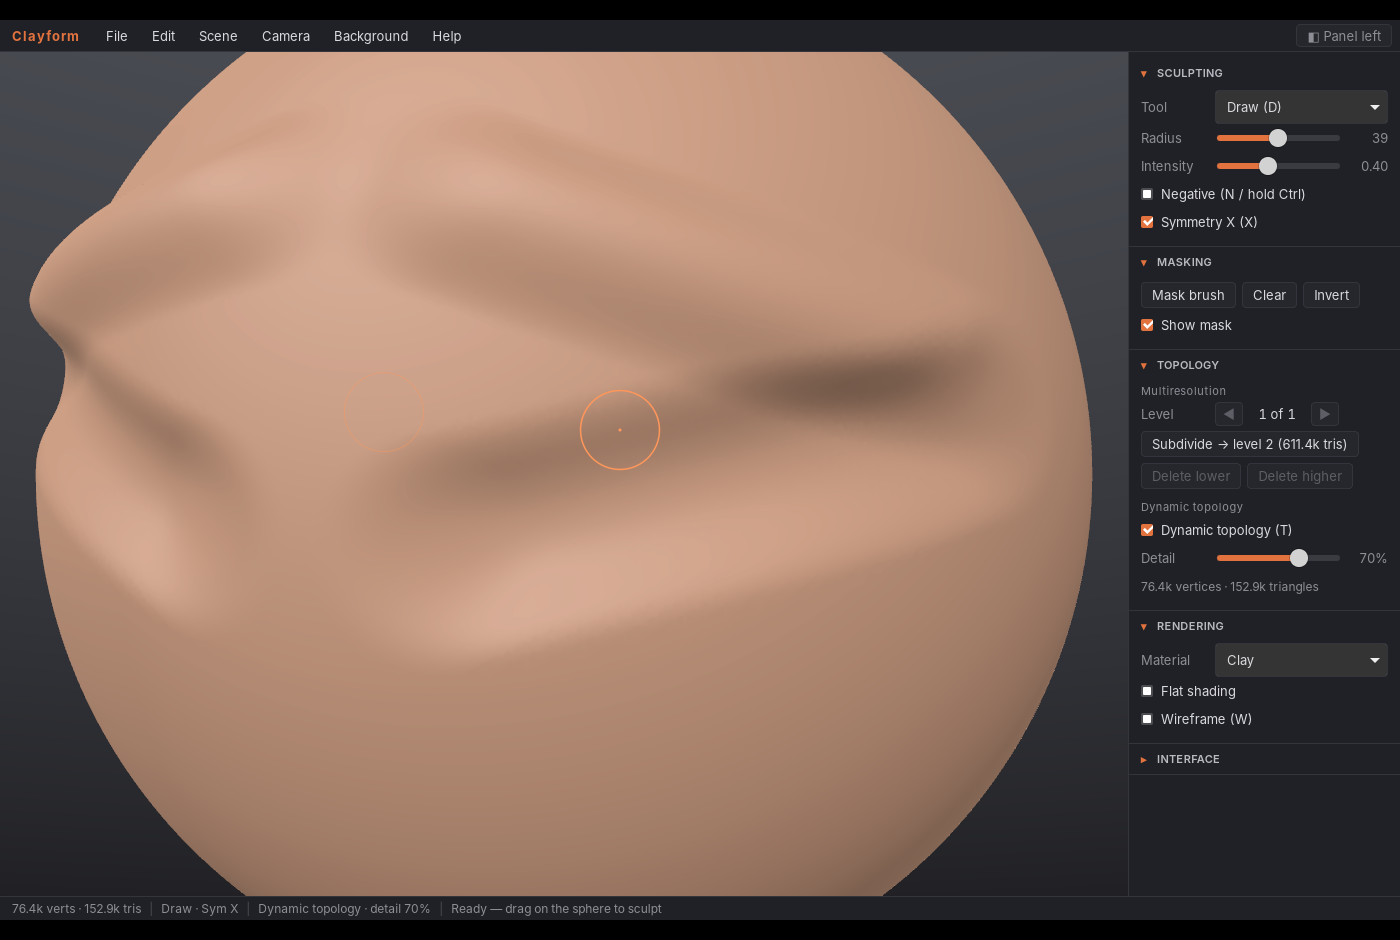 Clayform File Edit Scene Camera Background Help Panel left
SCULPTING
Tool Draw (D)
Radius 39
Intensity 0.40
Negative (N / hold Ctrl)
Symmetry X (X)
MASKING
Mask brush Clear Invert
Show mask
TOPOLOGY
Multiresolution
Level 1 of 1
Subdivide → level 2 (611.4k tris)
Delete lower Delete higher
Dynamic topology
Dynamic topology (T)
Detail 70%
76.4k vertices · 152.9k triangles
RENDERING
Material Clay
Flat shading
Wireframe (W)
INTERFACE
76.4k verts · 152.9k tris Draw · Sym X Dynamic topology · detail 70% Ready — drag on the sphere to sculpt